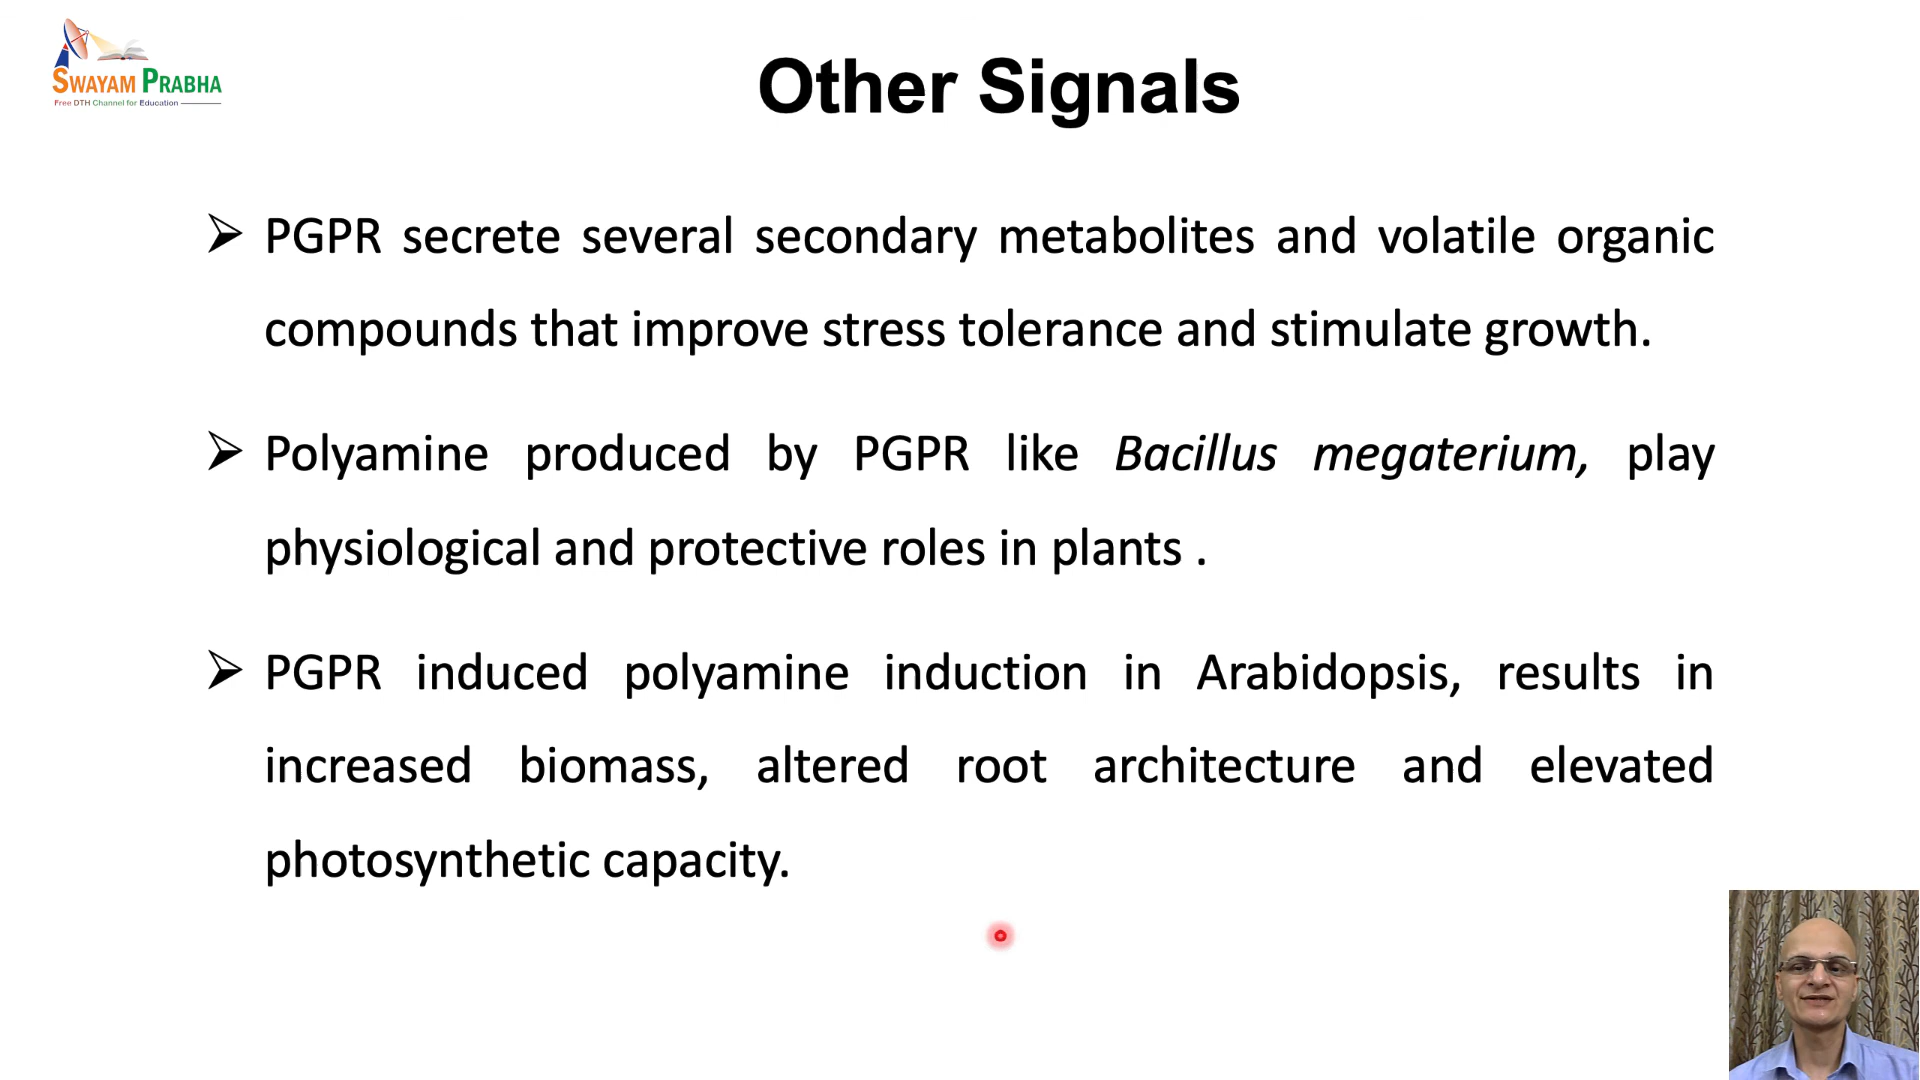 SWAYAM PRABHA
Free DTH Channel for Education
Other Signals
PGPR secrete several secondary metabolites and volatile organic
compounds that improve stress tolerance and stimulate growth.
Polyamine produced by PGPR like Bacillus megaterium, play
physiological and protective roles in plants .
PGPR induced polyamine induction in Arabidopsis, results in
increased biomass, altered root architecture and elevated
photosynthetic capacity.